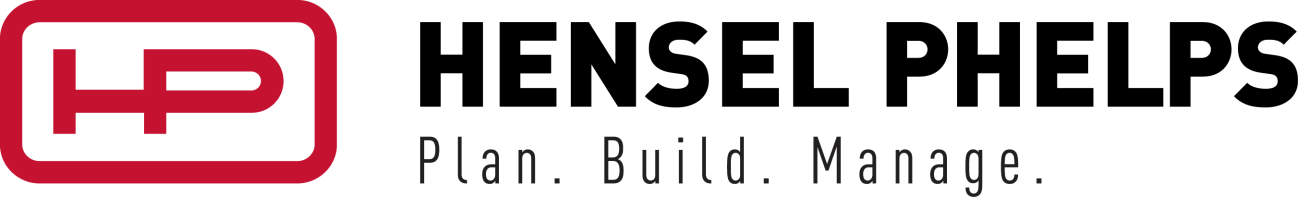 HP
HENSEL PHELPS
Plan. Build. Manage.